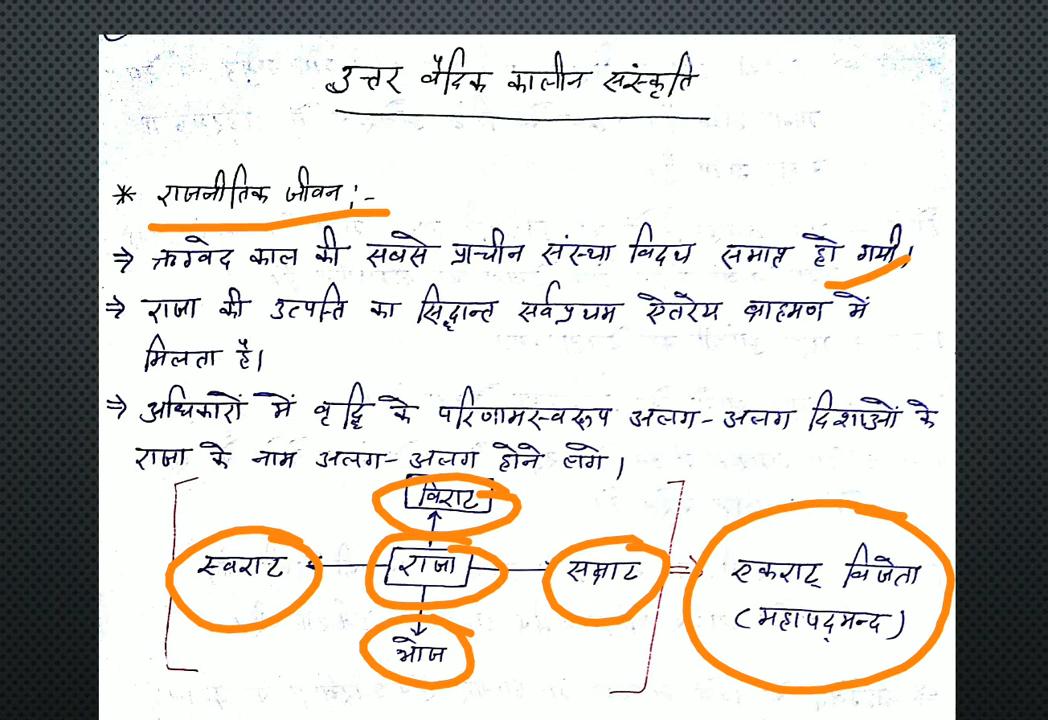 उत्तर वैदिक कालीन संस्कृति
* राजनीतिक जीवन:-
⇒ ऋग्वेद काल की सबसे प्राचीन संस्था विदथ समाप्त हो गयी।
⇒ राजा की उत्पत्ति का सिद्धान्त सर्वप्रथम ऐतरेय ब्राहमण में
मिलता है।
⇒ अधिकारों में वृद्धि के परिणामस्वरूप अलग-अलग दिशाओं के
राजा के नाम अलग-अलग होने लगे।
विराट
स्वराट ← राजा → सम्राट ⇒ एकराट् विजेता
(महापद्मनन्द)
भोज